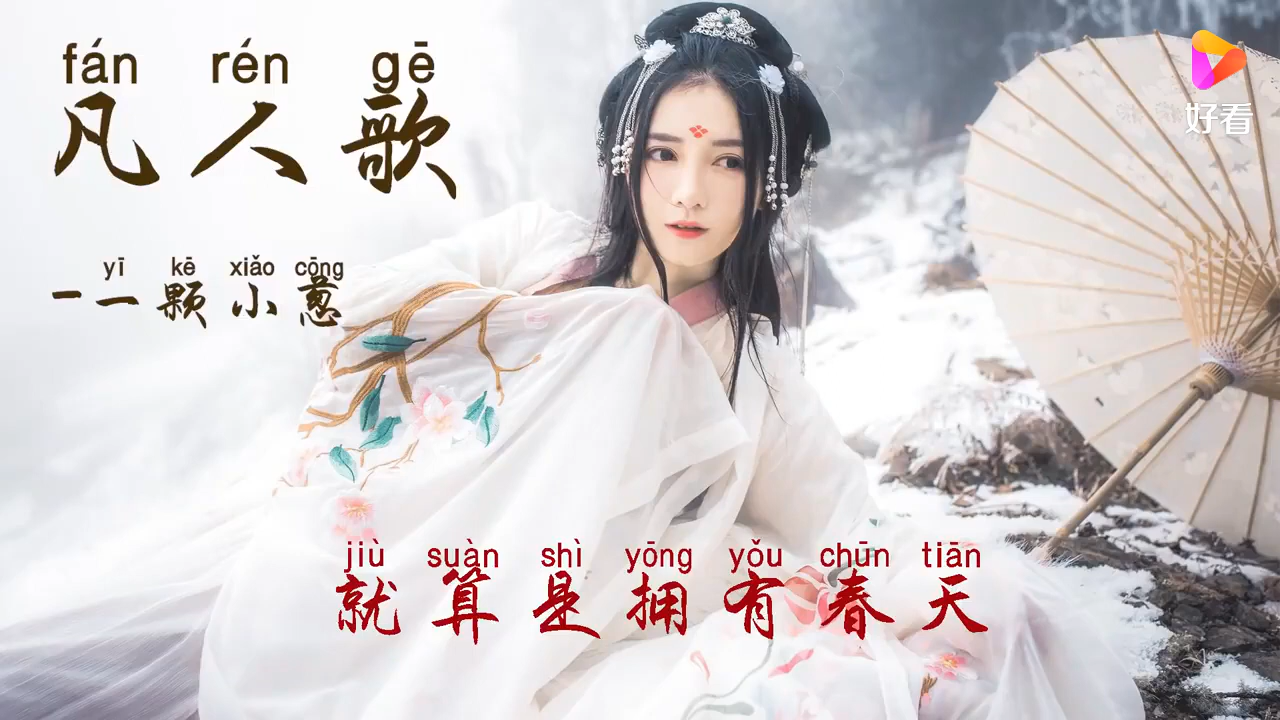 fán rén gē
凡人歌
好看
yī kē xiǎo cōng
-一颗小葱
jiù suàn shì yōng yǒu chūn tiān
就算是拥有春天